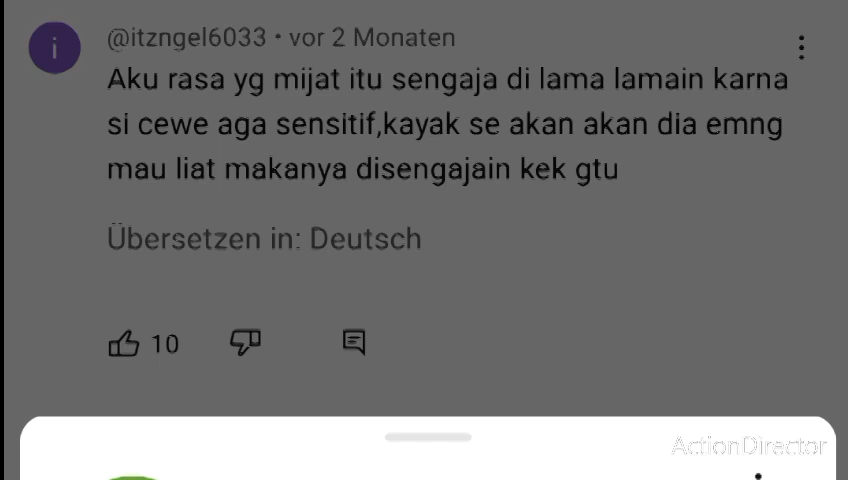 i
@itzngel6033 • vor 2 Monaten
Aku rasa yg mijat itu sengaja di lama lamain karna
si cewe aga sensitif,kayak se akan akan dia emng
mau liat makanya disengajain kek gtu
Übersetzen in: Deutsch
10
ActionDirector